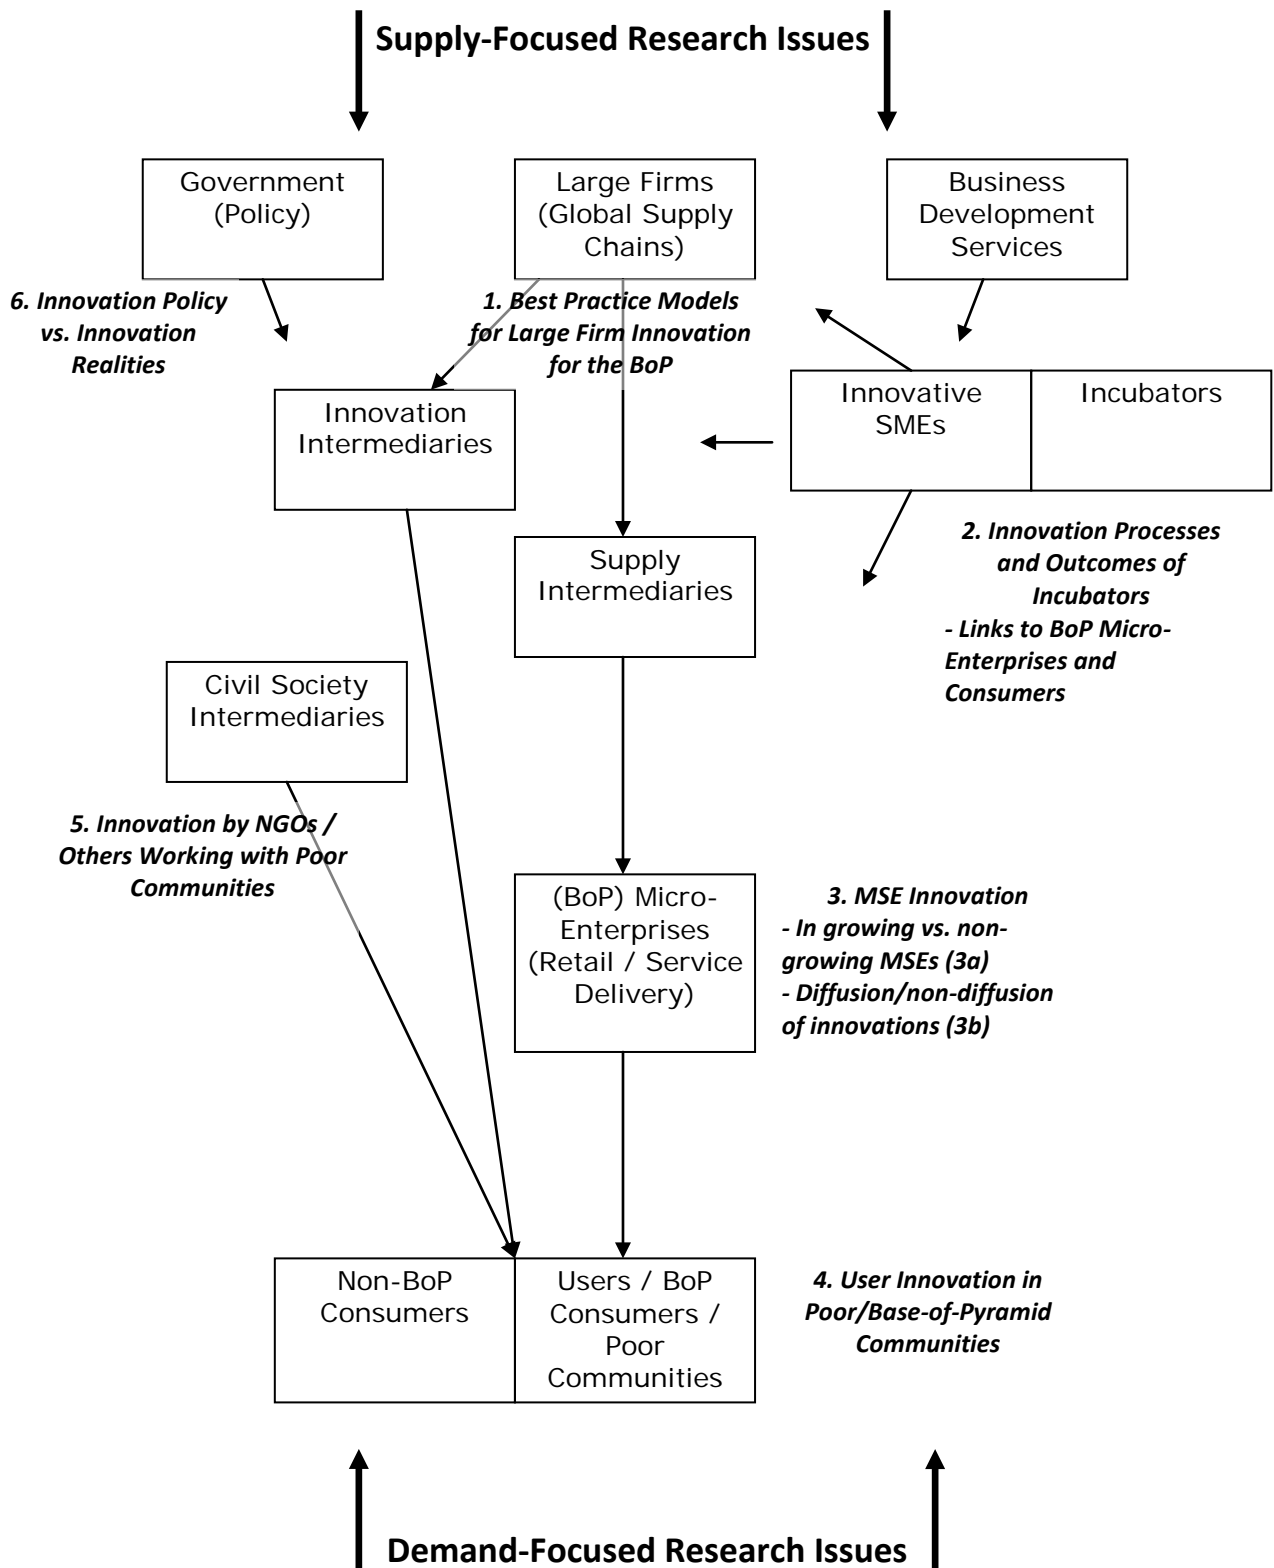 Supply-Focused Research Issues
Government
(Policy)
Large Firms
(Global Supply
Chains)
Business
Development
Services
6. Innovation Policy
vs. Innovation
Realities
1. Best Practice Models
for Large Firm Innovation
for the BoP
Innovation
Intermediaries
Innovative
SMEs
Incubators
2. Innovation Processes
and Outcomes of
Incubators
- Links to BoP Micro-
Enterprises and
Consumers
Supply
Intermediaries
Civil Society
Intermediaries
5. Innovation by NGOs /
Others Working with Poor
Communities
(BoP) Micro-
Enterprises
(Retail / Service
Delivery)
3. MSE Innovation
- In growing vs. non-
growing MSEs (3a)
- Diffusion/non-diffusion
of innovations (3b)
Non-BoP
Consumers
Users / BoP
Consumers /
Poor
Communities
4. User Innovation in
Poor/Base-of-Pyramid
Communities
Demand-Focused Research Issues